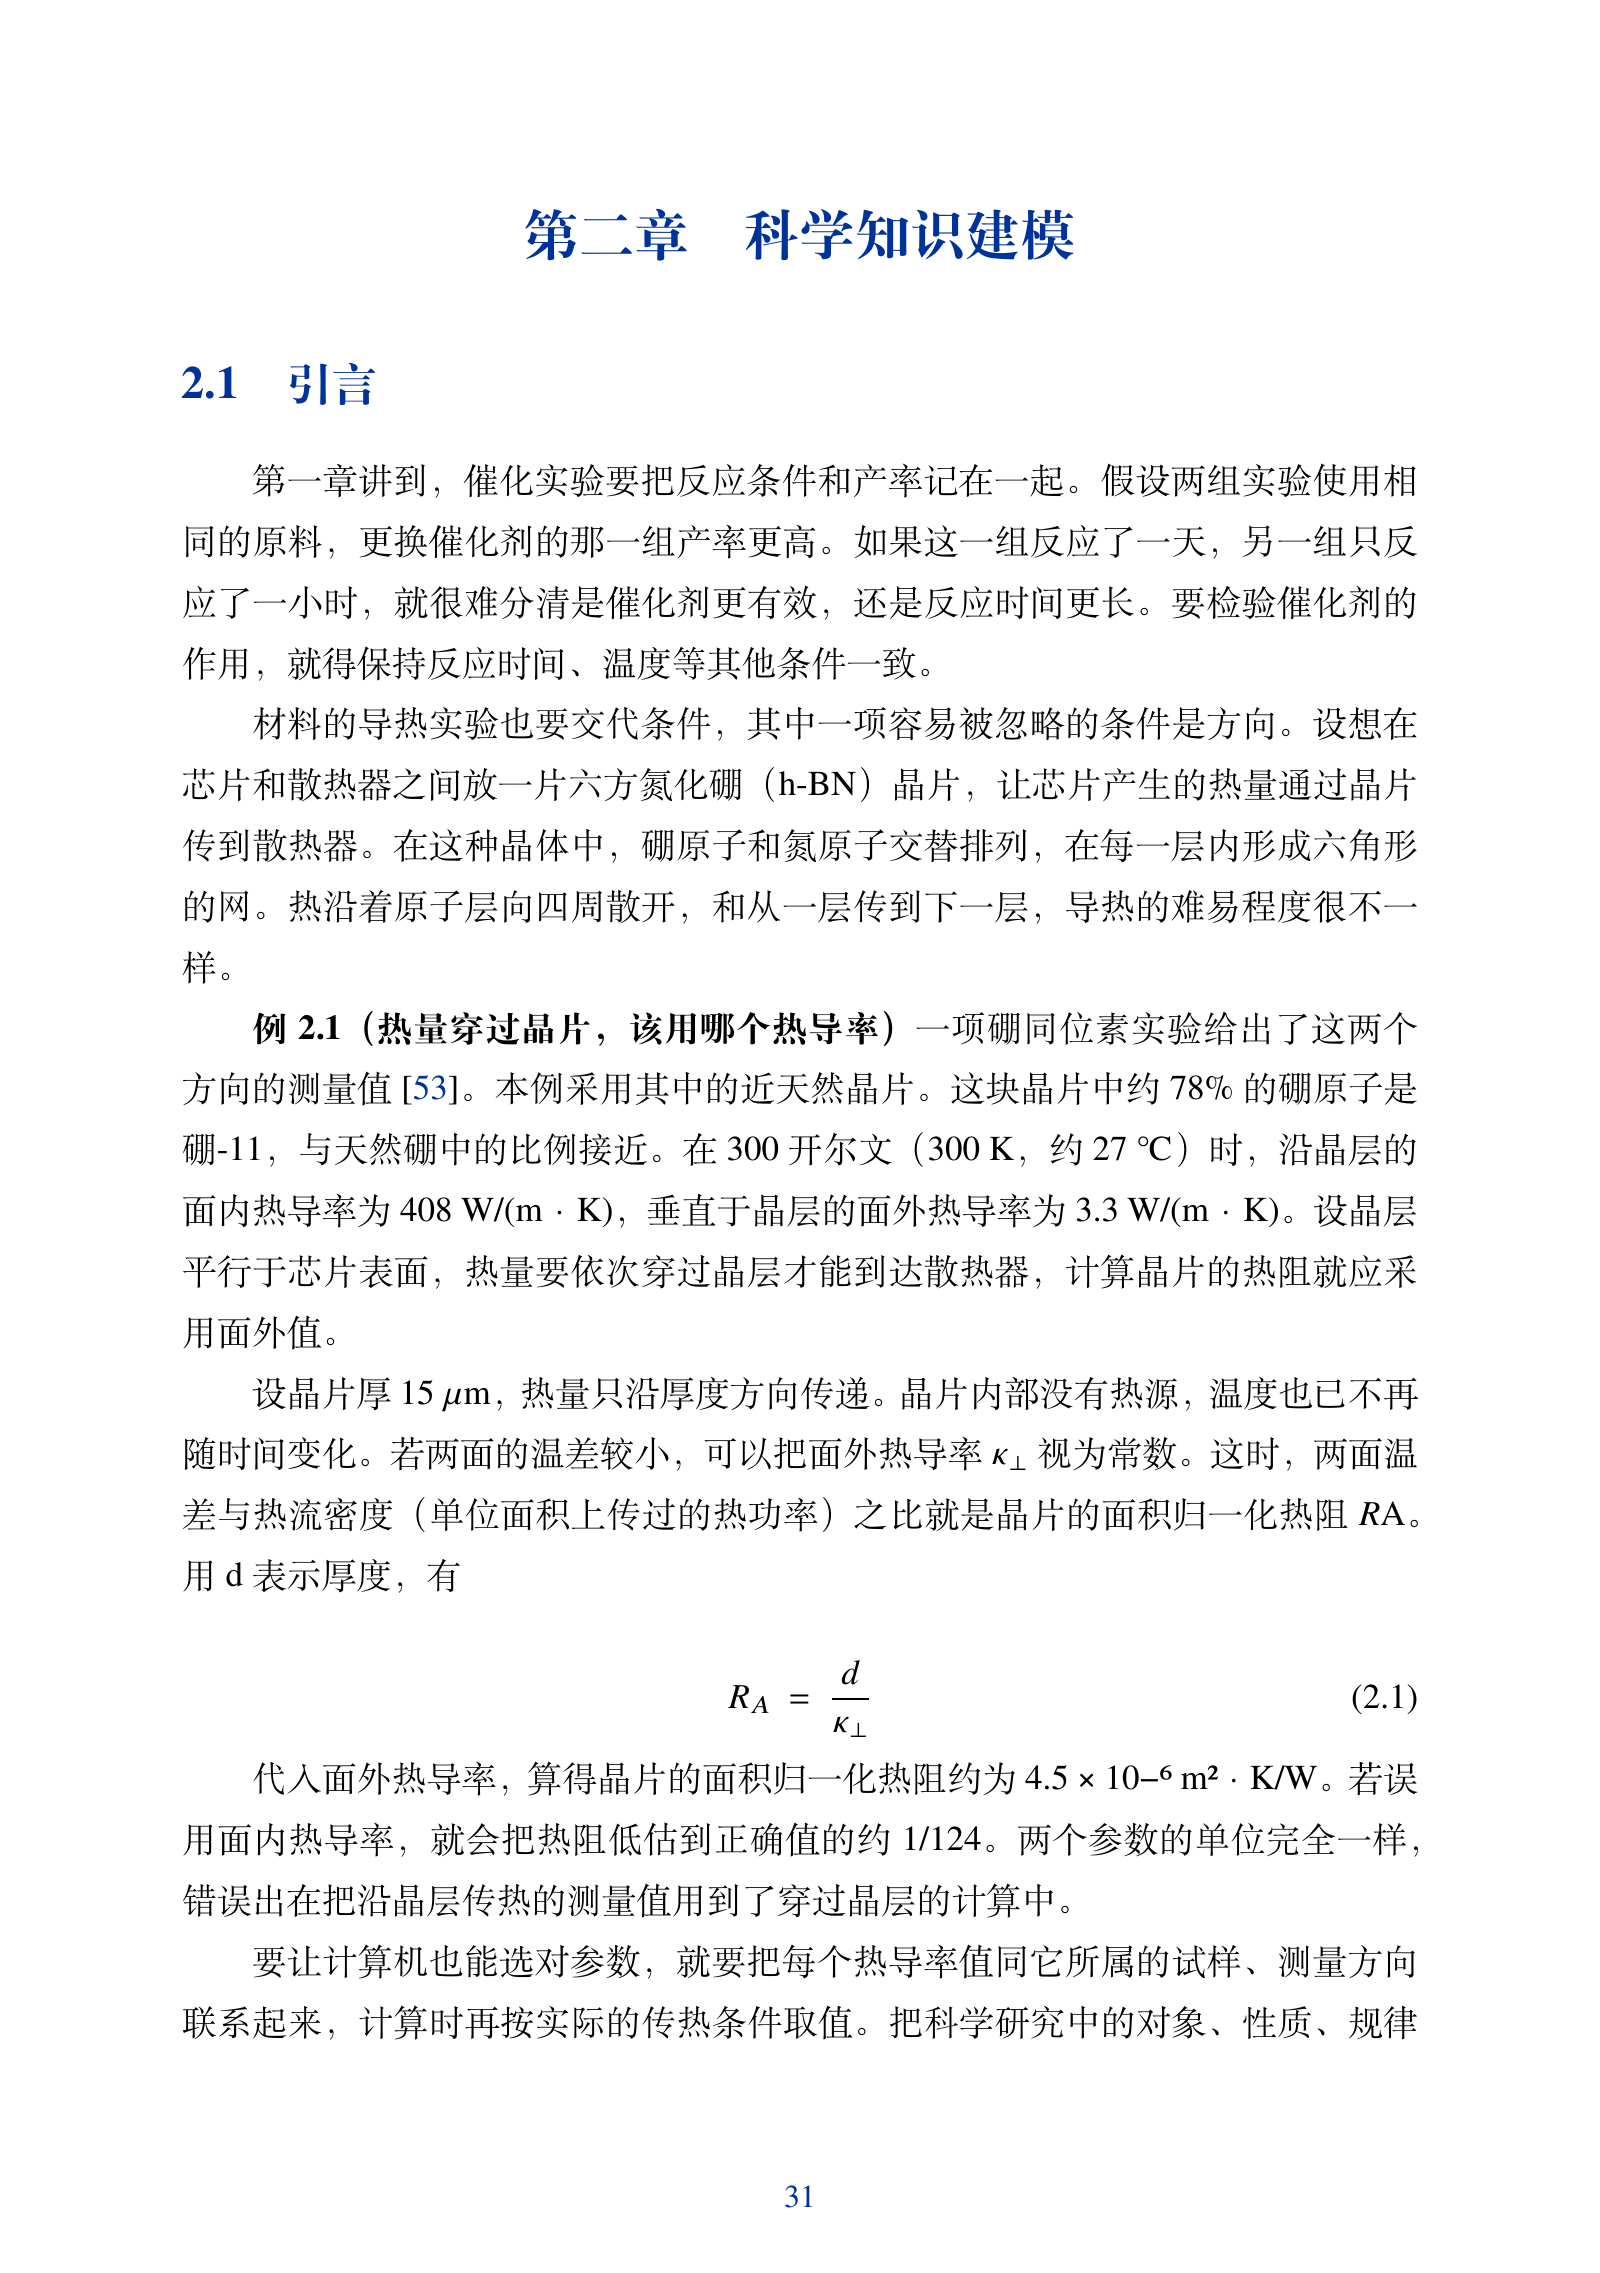 第二章　科学知识建模
2.1　引言
第一章讲到，催化实验要把反应条件和产率记在一起。假设两组实验使用相
同的原料，更换催化剂的那一组产率更高。如果这一组反应了一天，另一组只反
应了一小时，就很难分清是催化剂更有效，还是反应时间更长。要检验催化剂的
作用，就得保持反应时间、温度等其他条件一致。
材料的导热实验也要交代条件，其中一项容易被忽略的条件是方向。设想在
芯片和散热器之间放一片六方氮化硼（h-BN）晶片，让芯片产生的热量通过晶片
传到散热器。在这种晶体中，硼原子和氮原子交替排列，在每一层内形成六角形
的网。热沿着原子层向四周散开，和从一层传到下一层，导热的难易程度很不一
样。
例 2.1（热量穿过晶片，该用哪个热导率）一项硼同位素实验给出了这两个
方向的测量值 [53]。本例采用其中的近天然晶片。这块晶片中约 78% 的硼原子是
硼-11，与天然硼中的比例接近。在 300 开尔文（300 K，约 27 ℃）时，沿晶层的
面内热导率为 408 W/(m · K)，垂直于晶层的面外热导率为 3.3 W/(m · K)。设晶层
平行于芯片表面，热量要依次穿过晶层才能到达散热器，计算晶片的热阻就应采
用面外值。
设晶片厚 15 μm，热量只沿厚度方向传递。晶片内部没有热源，温度也已不再
随时间变化。若两面的温差较小，可以把面外热导率 κ⊥ 视为常数。这时，两面温
差与热流密度（单位面积上传过的热功率）之比就是晶片的面积归一化热阻 RA。
用 d 表示厚度，有
R_A = d/κ⊥ (2.1)
代入面外热导率，算得晶片的面积归一化热阻约为 4.5 × 10−⁶ m² · K/W。若误
用面内热导率，就会把热阻低估到正确值的约 1/124。两个参数的单位完全一样，
错误出在把沿晶层传热的测量值用到了穿过晶层的计算中。
要让计算机也能选对参数，就要把每个热导率值同它所属的试样、测量方向
联系起来，计算时再按实际的传热条件取值。把科学研究中的对象、性质、规律
31